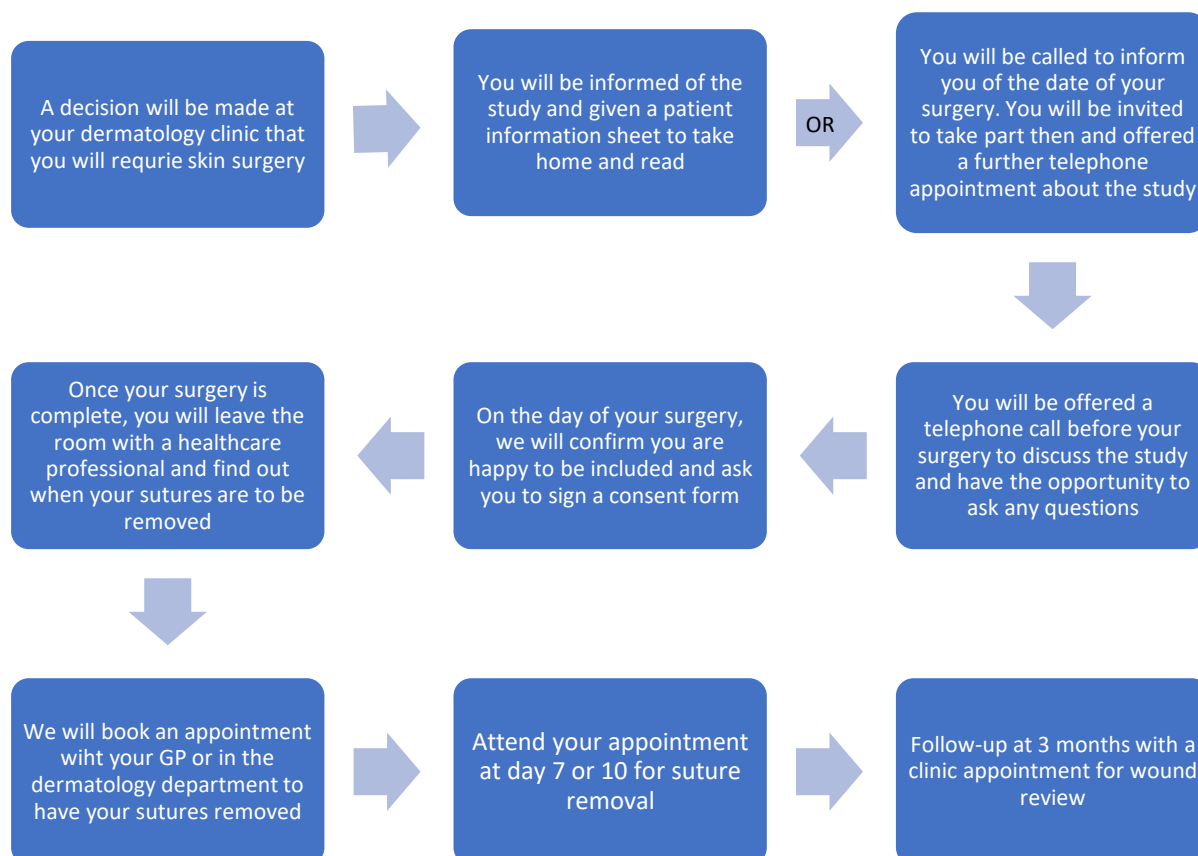 A decision will be made at
your dermatology clinic that
you will requrie skin surgery
You will be informed of the
study and given a patient
information sheet to take
home and read
OR
You will be called to inform
you of the date of your
surgery. You will be invited
to take part then and offered
a further telephone
appointment about the study
You will be offered a
telephone call before your
surgery to discuss the study
and have the opportunity to
ask any questions
On the day of your surgery,
we will confirm you are
happy to be included and ask
you to sign a consent form
Once your surgery is
complete, you will leave the
room with a healthcare
professional and find out
when your sutures are to be
removed
We will book an appointment
wiht your GP or in the
dermatology department to
have your sutures removed
Attend your appointment
at day 7 or 10 for suture
removal
Follow-up at 3 months with a
clinic appointment for wound
review